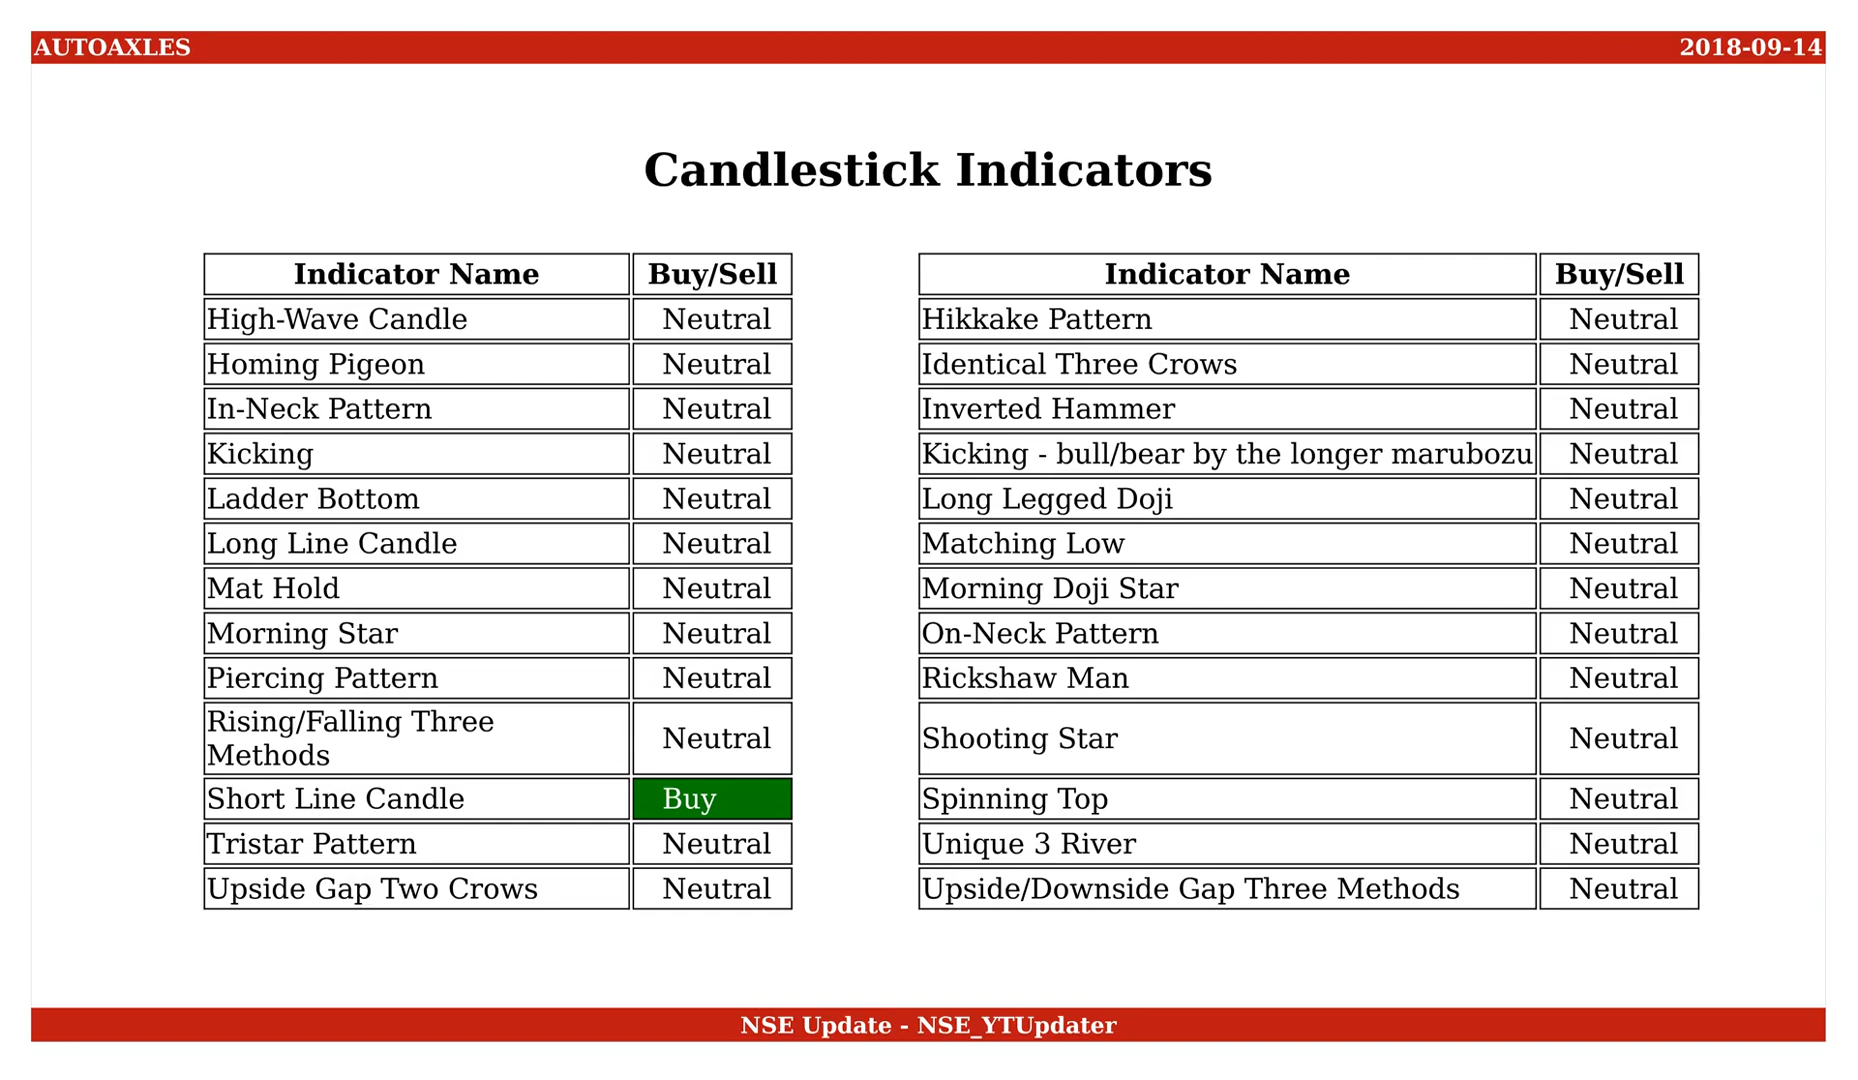 AUTOAXLES 2018-09-14
Candlestick Indicators
Indicator Name Buy/Sell Indicator Name Buy/Sell
High-Wave Candle Neutral Hikkake Pattern Neutral
Homing Pigeon Neutral Identical Three Crows Neutral
In-Neck Pattern Neutral Inverted Hammer Neutral
Kicking Neutral Kicking - bull/bear by the longer marubozu Neutral
Ladder Bottom Neutral Long Legged Doji Neutral
Long Line Candle Neutral Matching Low Neutral
Mat Hold Neutral Morning Doji Star Neutral
Morning Star Neutral On-Neck Pattern Neutral
Piercing Pattern Neutral Rickshaw Man Neutral
Rising/Falling Three
Methods Neutral Shooting Star Neutral
Short Line Candle Buy Spinning Top Neutral
Tristar Pattern Neutral Unique 3 River Neutral
Upside Gap Two Crows Neutral Upside/Downside Gap Three Methods Neutral
NSE Update - NSE_YTUpdater